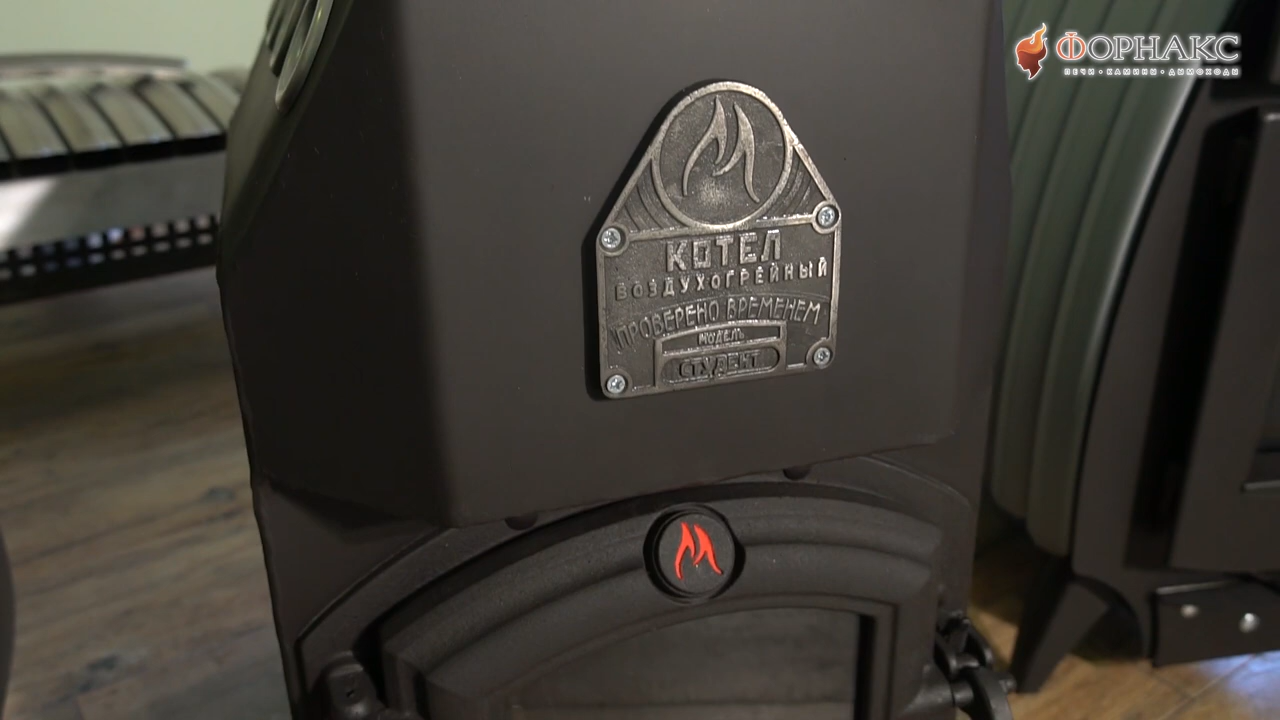 ФОРНАКС
ПЕЧИ • КАМИНЫ • ДЫМОХОДЫ
КОТЕЛ
ВОЗДУХОГРЕЙНЫЙ
ПРОВЕРЕНО ВРЕМЕНЕМ
МОДЕЛЬ
СТУДЕНТ